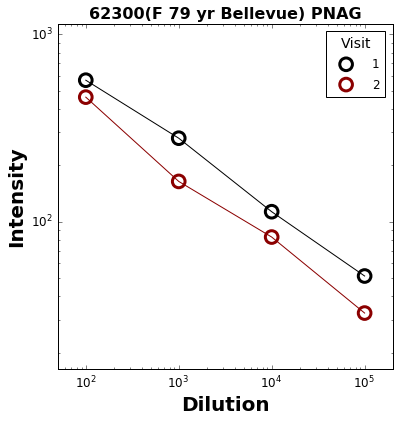 62300(F 79 yr Bellevue) PNAG
Visit
1
2
10³
10²
Intensity
10² 10³ 10⁴ 10⁵
Dilution